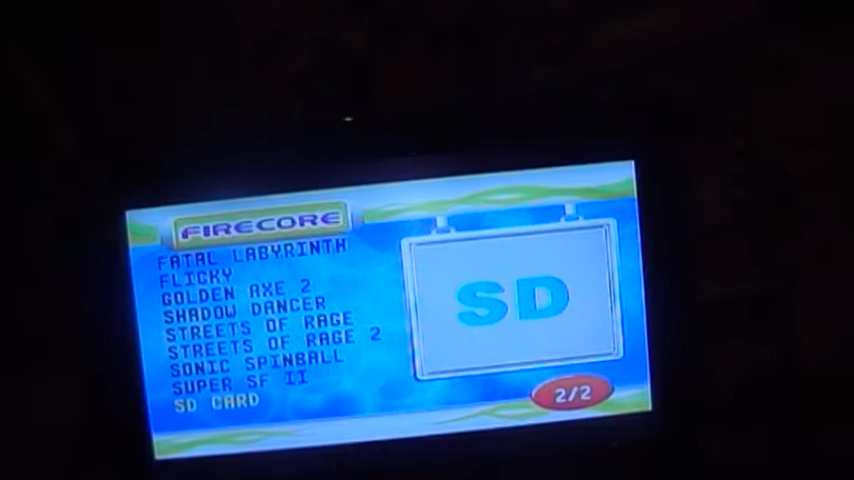 FIRECORE
FATAL LABYRINTH
FLICKY
GOLDEN AXE 2
SHADOW DANCER
STREETS OF RAGE
STREETS OF RAGE 2
SONIC SPINBALL
SUPER SF II
SD CARD
SD
2/2